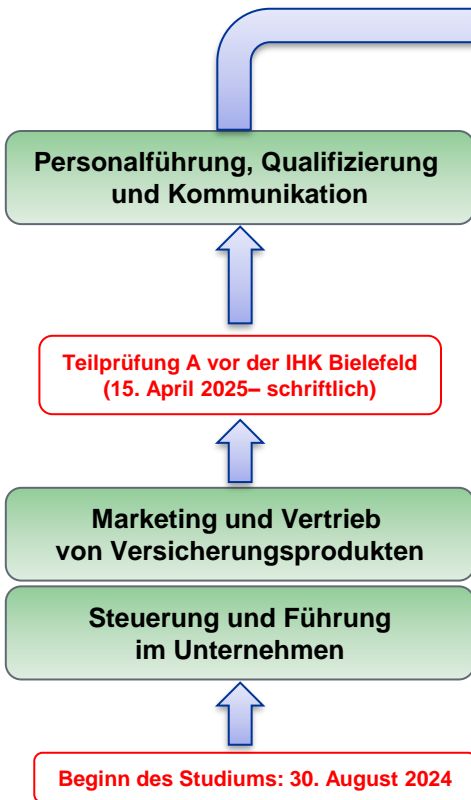 Personalführung, Qualifizierung
und Kommunikation
Teilprüfung A vor der IHK Bielefeld
(15. April 2025– schriftlich)
Marketing und Vertrieb
von Versicherungsprodukten
Steuerung und Führung
im Unternehmen
Beginn des Studiums: 30. August 2024